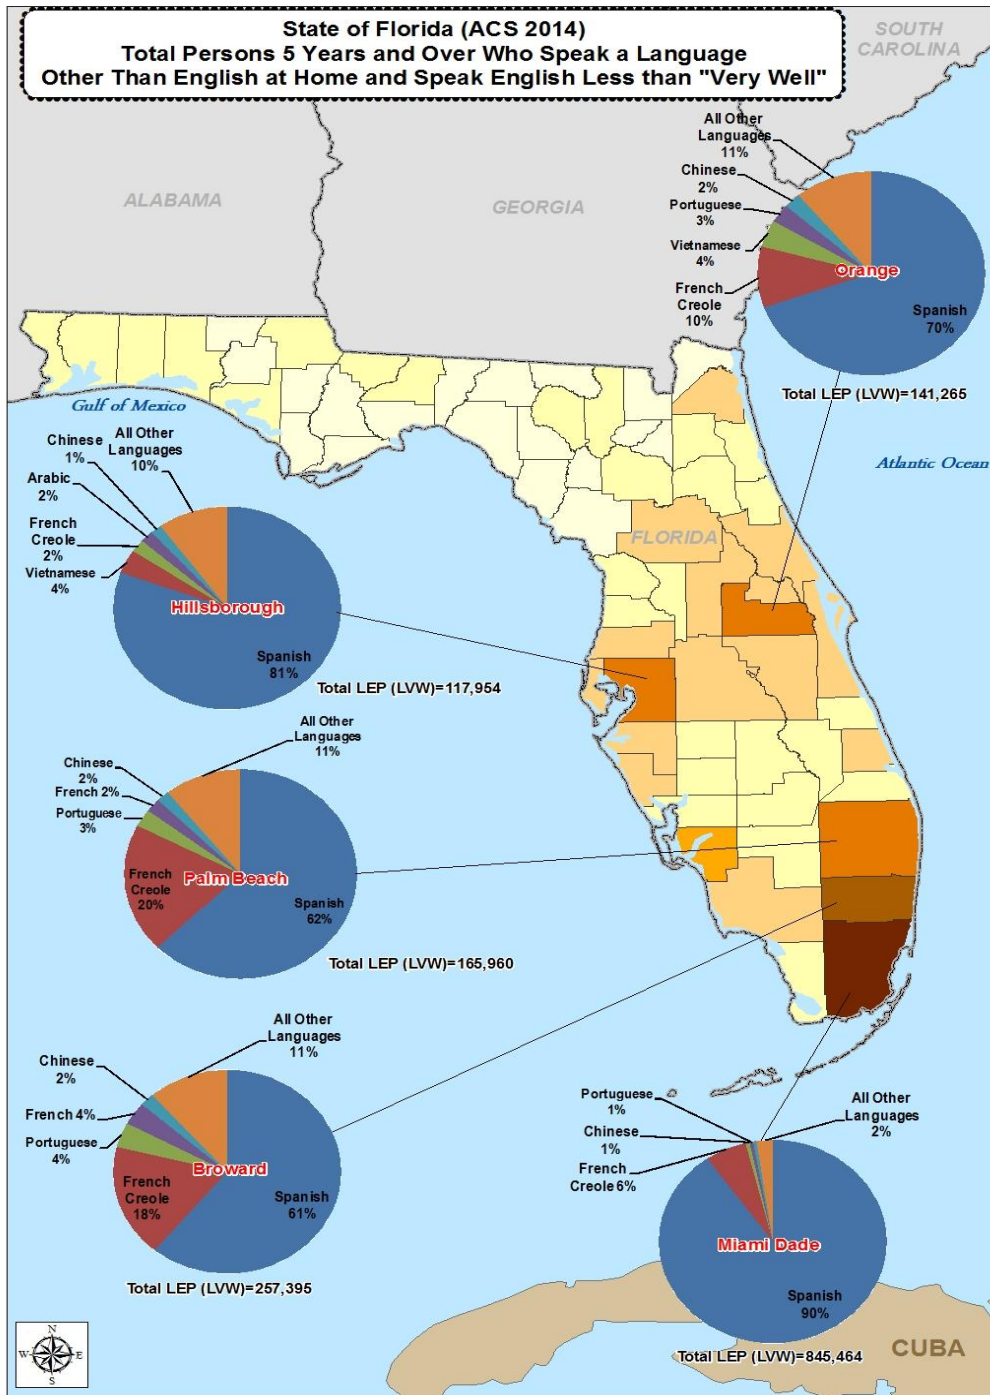 State of Florida (ACS 2014)
Total Persons 5 Years and Over Who Speak a Language
Other Than English at Home and Speak English Less than "Very Well"
SOUTH
CAROLINA
ALABAMA
GEORGIA
All Other
Languages
11%
Chinese
2%
Portuguese
3%
Vietnamese
4%
French
Creole
10%
Orange
Spanish
70%
Total LEP (LVW)=141,265
Gulf of Mexico
Atlantic Ocean
FLORIDA
All Other
Languages
10%
Chinese
1%
Arabic
2%
French
Creole
2%
Vietnamese
4%
Hillsborough
Spanish
81%
Total LEP (LVW)=117,954
All Other
Languages
11%
Chinese
2%
French 2%
Portuguese
3%
French
Creole
20%
Palm Beach
Spanish
62%
Total LEP (LVW)=165,960
All Other
Languages
11%
Chinese
2%
French 4%
Portuguese
4%
French
Creole
18%
Broward
Spanish
61%
Total LEP (LVW)=257,395
Portuguese
1%
Chinese
1%
French
Creole 6%
All Other
Languages
2%
Miami Dade
Spanish
90%
Total LEP (LVW)=845,464
CUBA
N
W
E
S